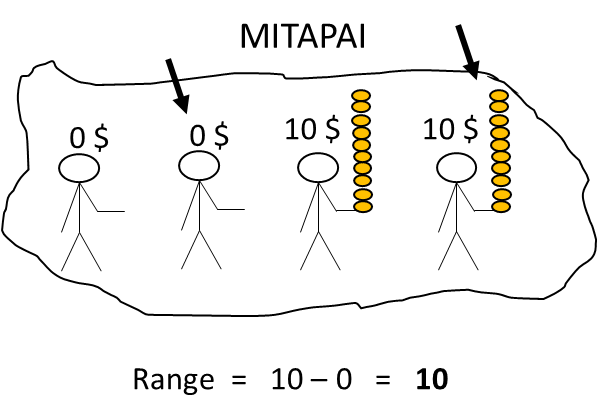 MITAPAI
0 $ 0 $ 10 $ 10 $
Range = 10 – 0 = 10